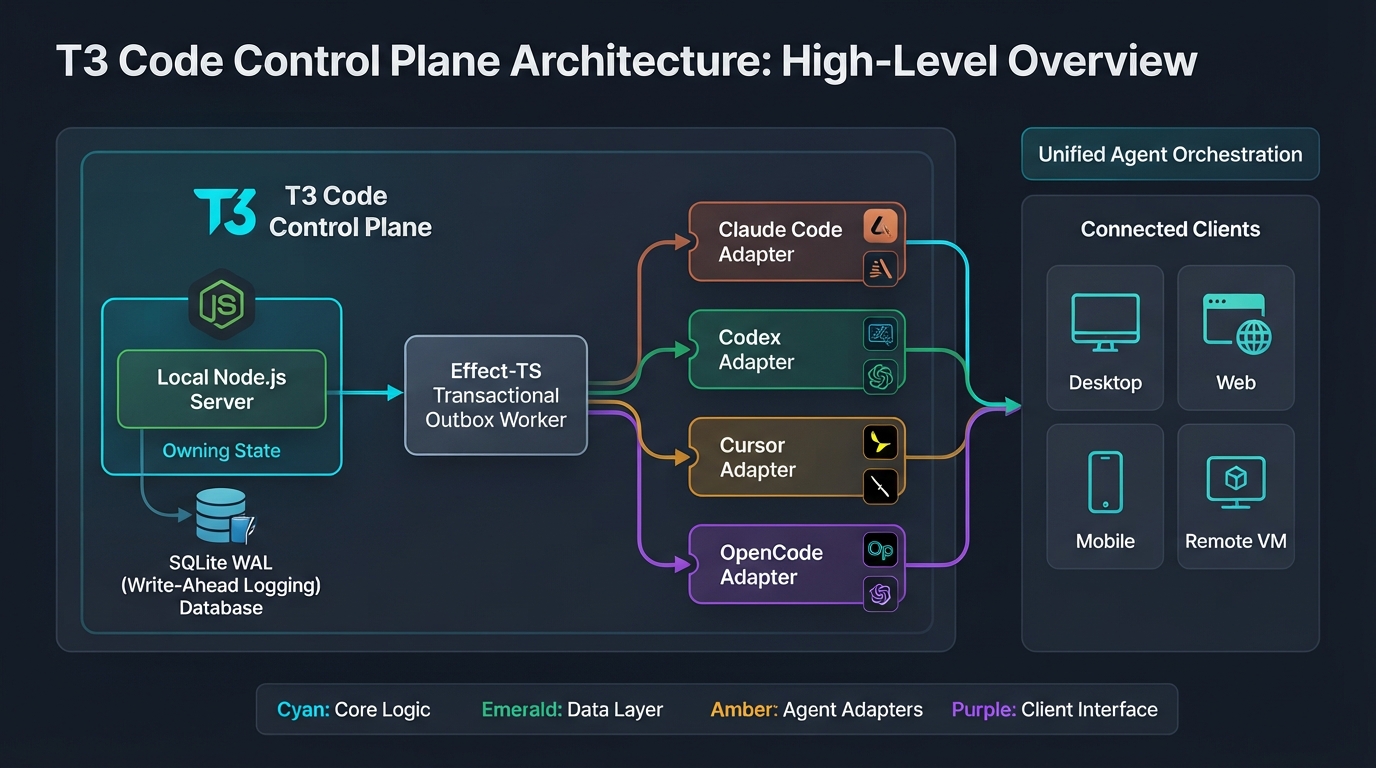 T3 Code Control Plane Architecture: High-Level Overview
T3
T3 Code
Control Plane
JS
Local Node.js
Server
Owning State
SQLite WAL
(Write-Ahead Logging)
Database
Effect-TS
Transactional
Outbox Worker
Claude Code
Adapter
Codex
Adapter
Cursor
Adapter
OpenCode
Adapter
Op
Unified Agent Orchestration
Connected Clients
Desktop
Web
Mobile
Remote VM
Cyan: Core Logic
Emerald: Data Layer
Amber: Agent Adapters
Purple: Client Interface